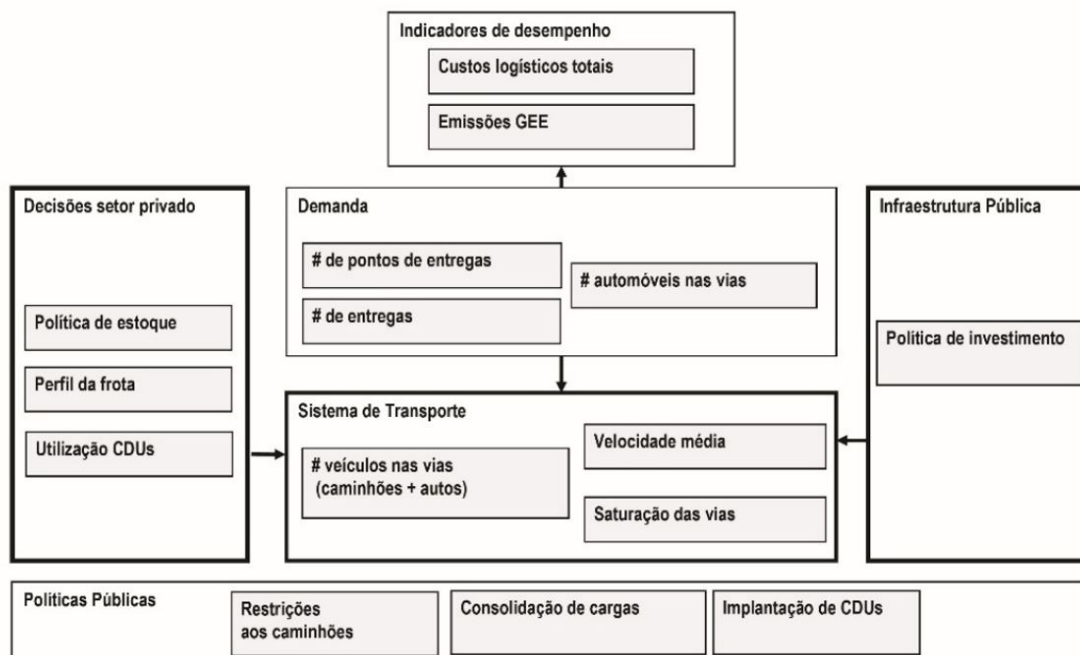 Indicadores de desempenho
Custos logísticos totais
Emissões GEE
Decisões setor privado
Política de estoque
Perfil da frota
Utilização CDUs
Demanda
# de pontos de entregas
# de entregas
# automóveis nas vias
Sistema de Transporte
# veículos nas vias
(caminhões + autos)
Velocidade média
Saturação das vias
Infraestrutura Pública
Política de investimento
Políticas Públicas
Restrições
aos caminhões
Consolidação de cargas
Implantação de CDUs